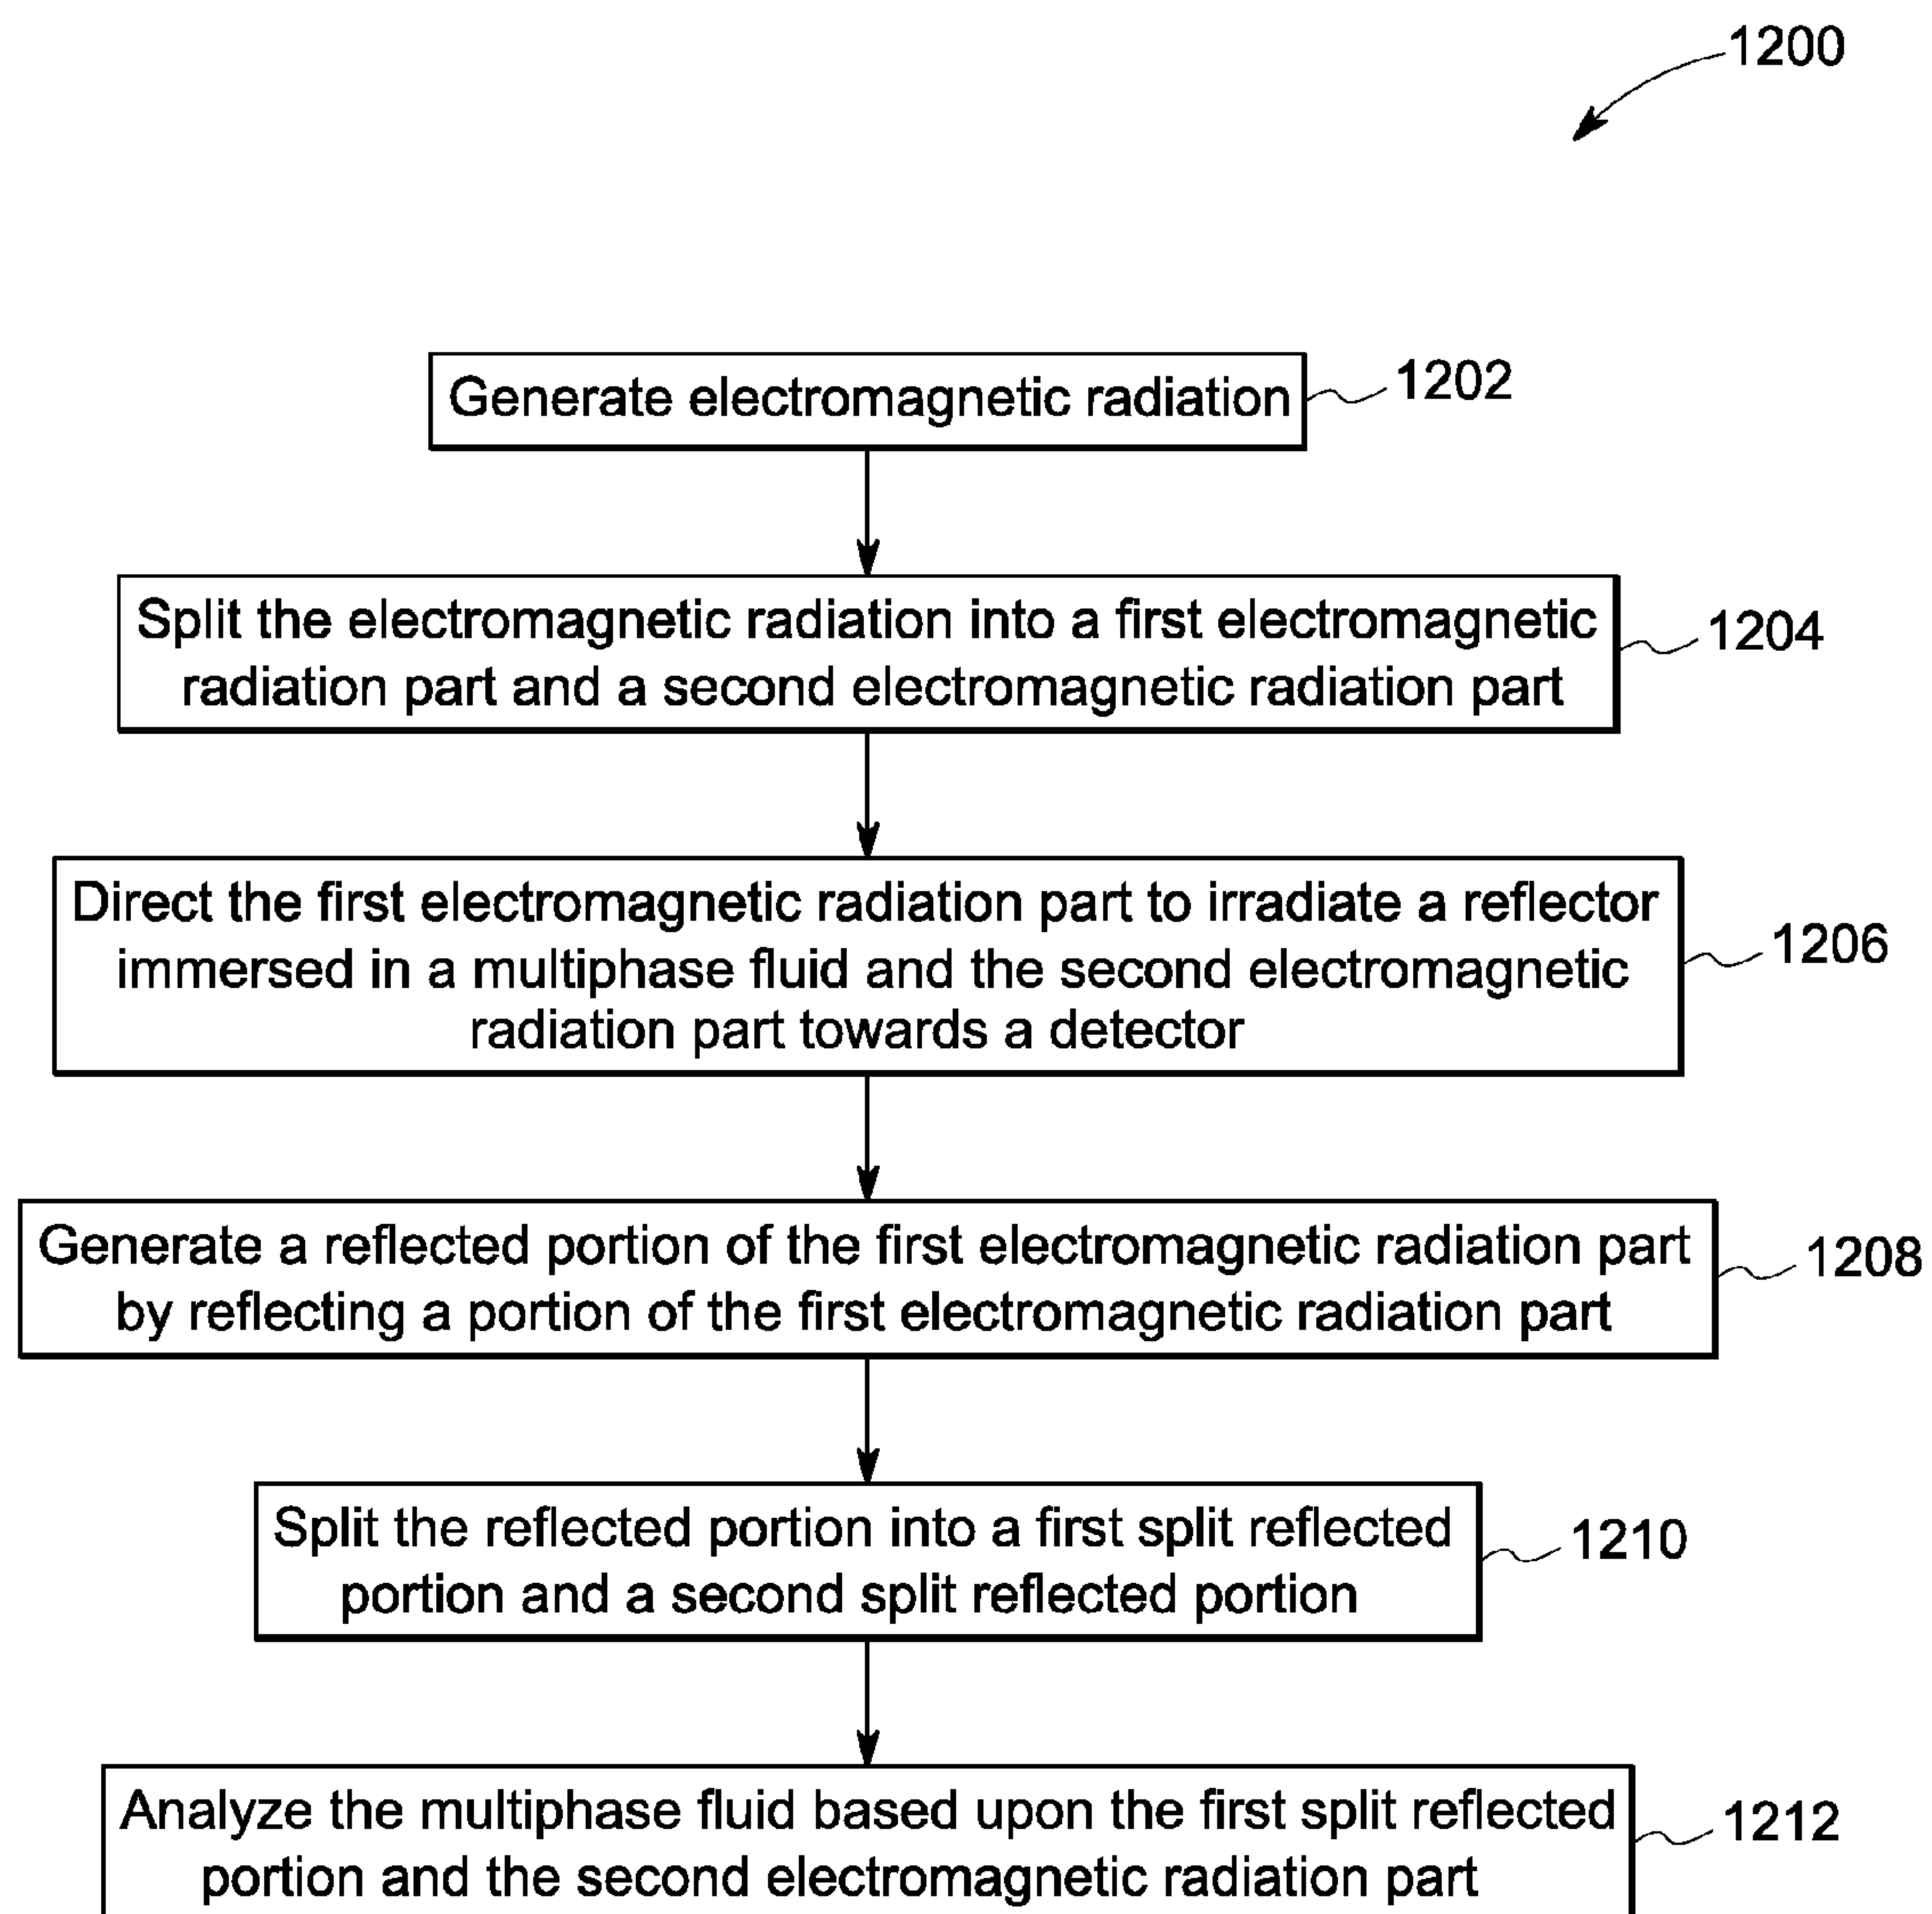 1200
Generate electromagnetic radiation
1202
Split the electromagnetic radiation into a first electromagnetic
radiation part and a second electromagnetic radiation part
1204
Direct the first electromagnetic radiation part to irradiate a reflector
immersed in a multiphase fluid and the second electromagnetic
radiation part towards a detector
1206
Generate a reflected portion of the first electromagnetic radiation part
by reflecting a portion of the first electromagnetic radiation part
1208
Split the reflected portion into a first split reflected
portion and a second split reflected portion
1210
Analyze the multiphase fluid based upon the first split reflected
portion and the second electromagnetic radiation part
1212